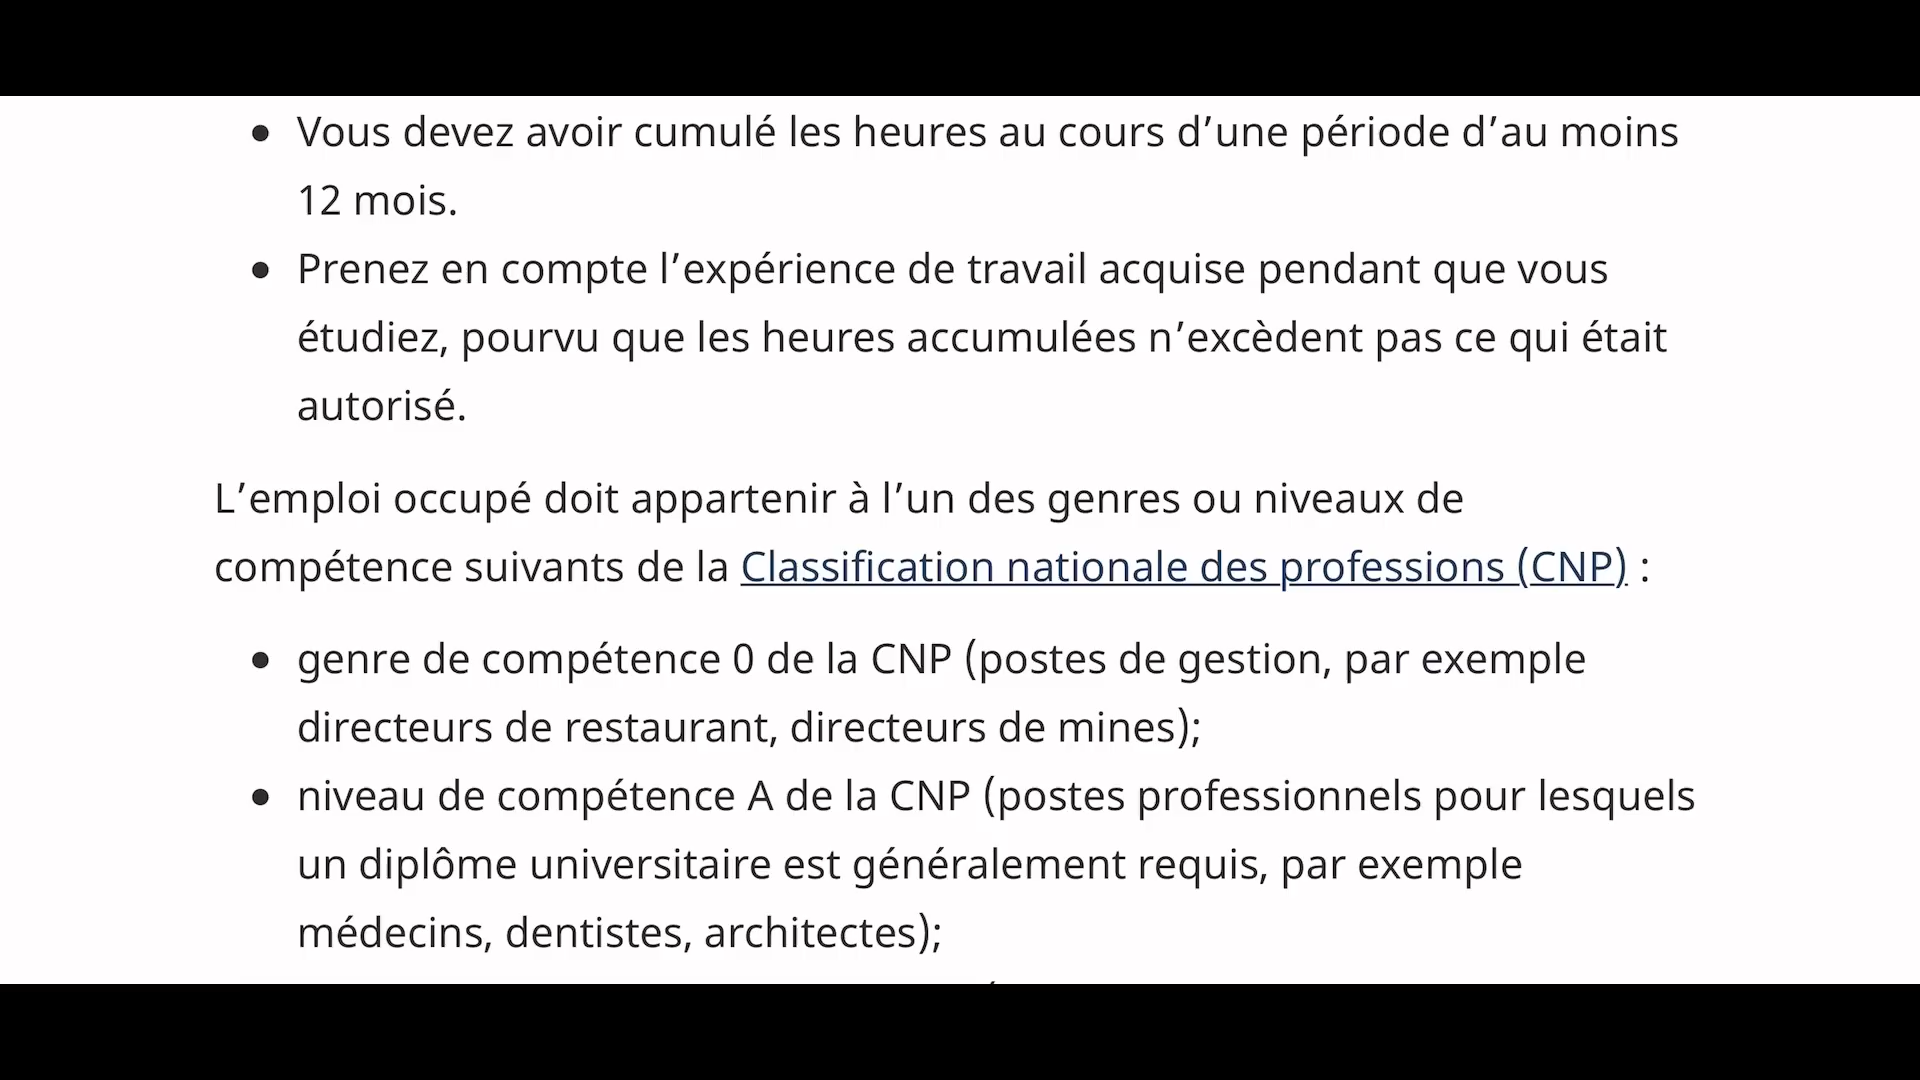 Vous devez avoir cumulé les heures au cours d’une période d’au moins
12 mois.
Prenez en compte l’expérience de travail acquise pendant que vous
étudiez, pourvu que les heures accumulées n’excèdent pas ce qui était
autorisé.
L’emploi occupé doit appartenir à l’un des genres ou niveaux de
compétence suivants de la Classification nationale des professions (CNP) :
genre de compétence 0 de la CNP (postes de gestion, par exemple
directeurs de restaurant, directeurs de mines);
niveau de compétence A de la CNP (postes professionnels pour lesquels
un diplôme universitaire est généralement requis, par exemple
médecins, dentistes, architectes);